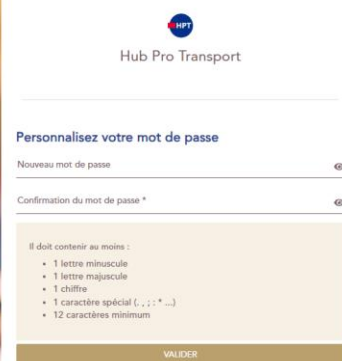 HPT
Hub Pro Transport
Personnalisez votre mot de passe
Nouveau mot de passe
Confirmation du mot de passe *
Il doit contenir au moins :
• 1 lettre minuscule
• 1 lettre majuscule
• 1 chiffre
• 1 caractère spécial (. , ; : * ...)
• 12 caractères minimum
VALIDER